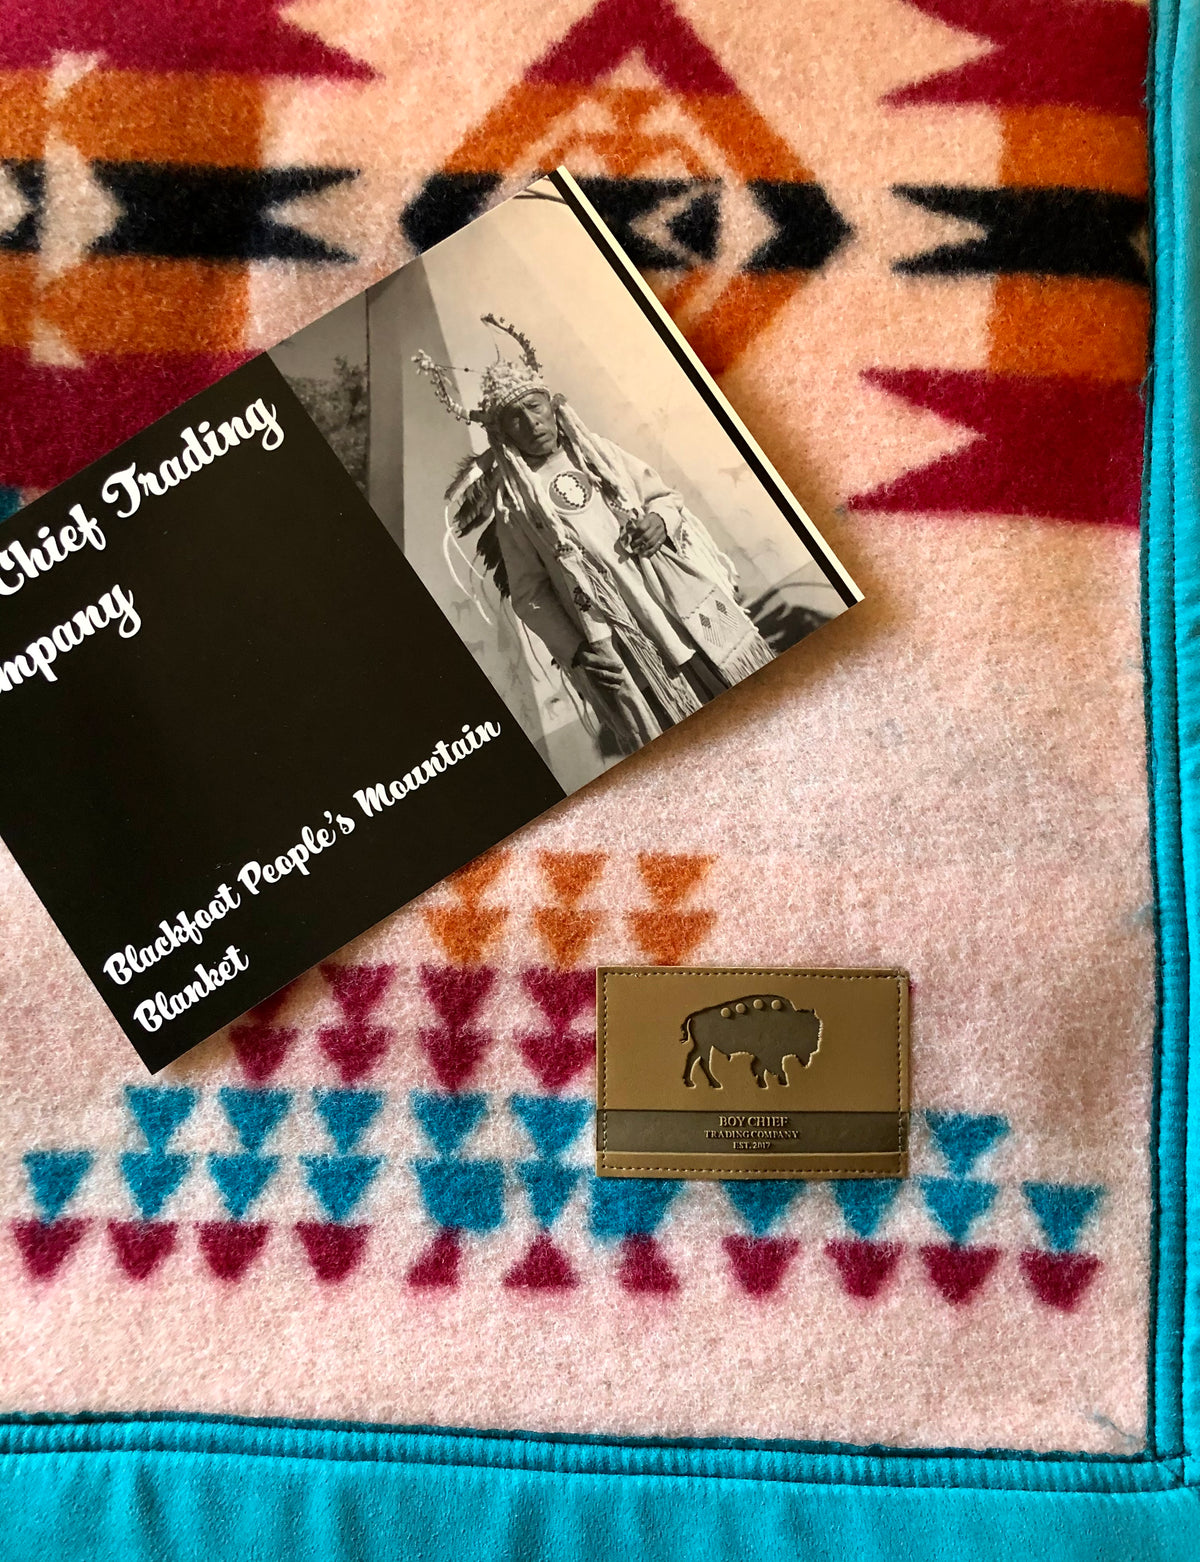 Chief Trading
mpany
Blackfoot People's Mountain
Blanket
BOY CHIEF
TRADING COMPANY
EST. 2017